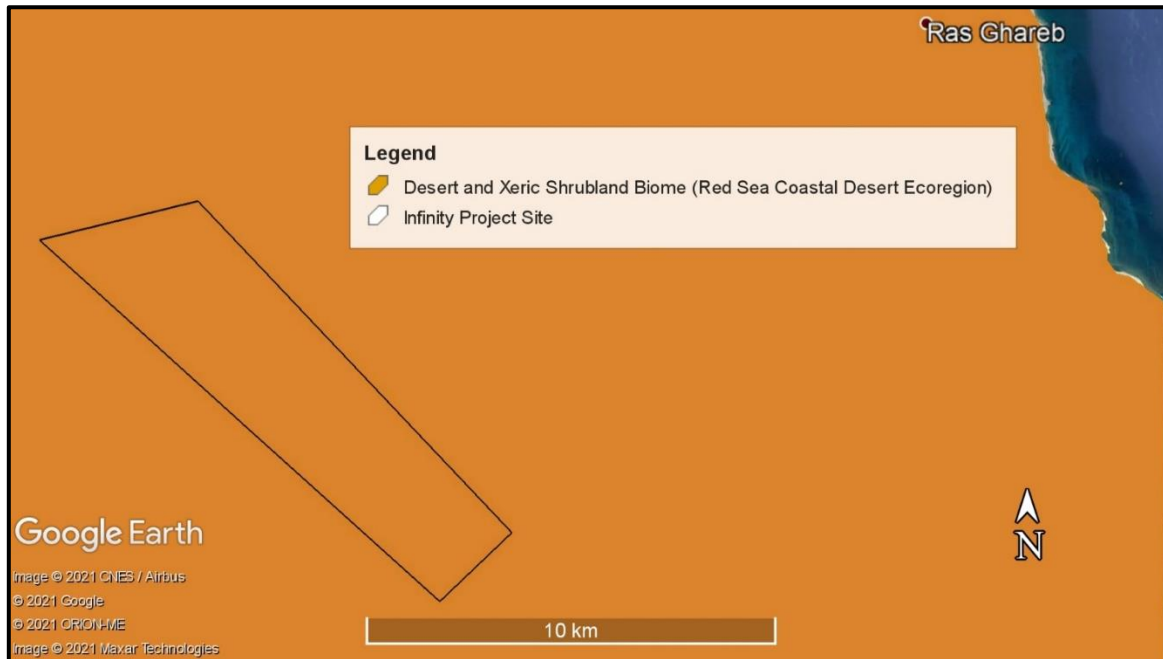 Ras Ghareb
Legend
Desert and Xeric Shrubland Biome (Red Sea Coastal Desert Ecoregion)
Infinity Project Site
N
Google Earth
Image © 2021 CNES / Airbus
© 2021 Google
© 2021 ORION-ME
Image © 2021 Maxar Technologies
10 km